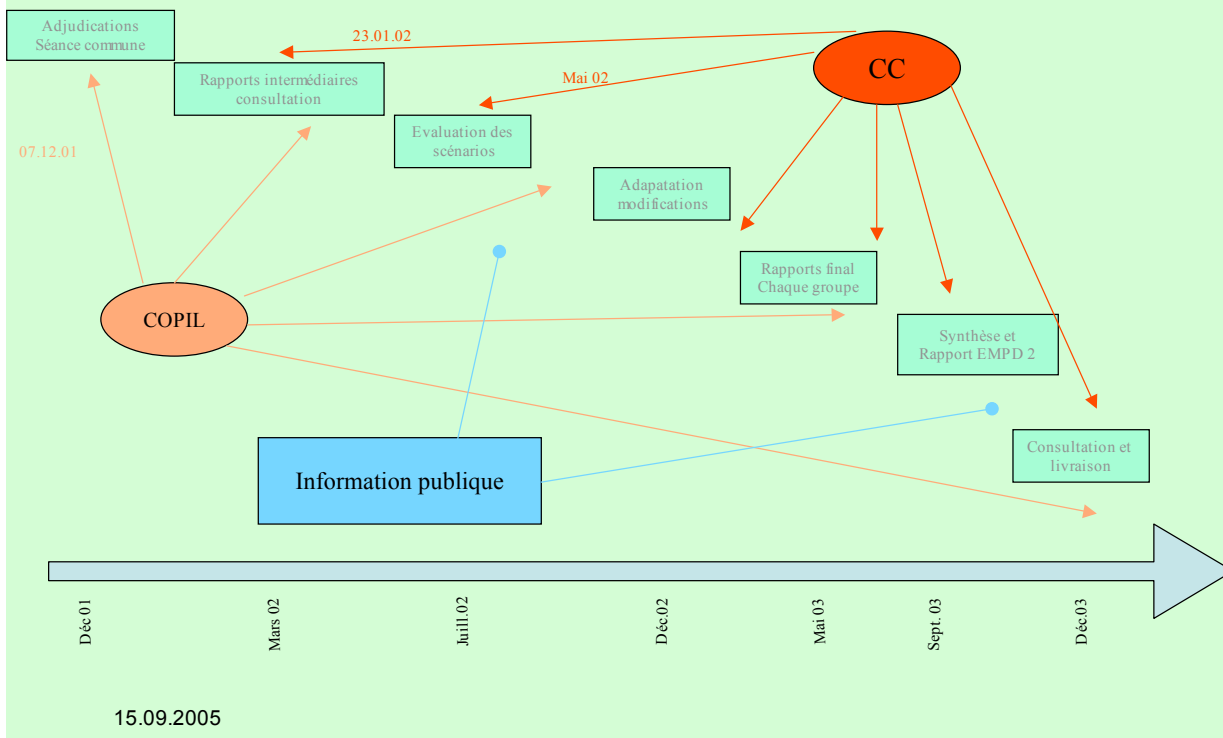 Adjudications
Séance commune
23.01.02
CC
Rapports intermédiaires
consultation
Mai 02
Evaluation des
scénarios
07.12.01
Adapatation
modifications
Rapports final
Chaque groupe
COPIL
Synthèse et
Rapport EMPD 2
Information publique
Consultation et
livraison
Déc 01
Mars 02
Juill.02
Déc.02
Mai 03
Sept. 03
Déc.03
15.09.2005